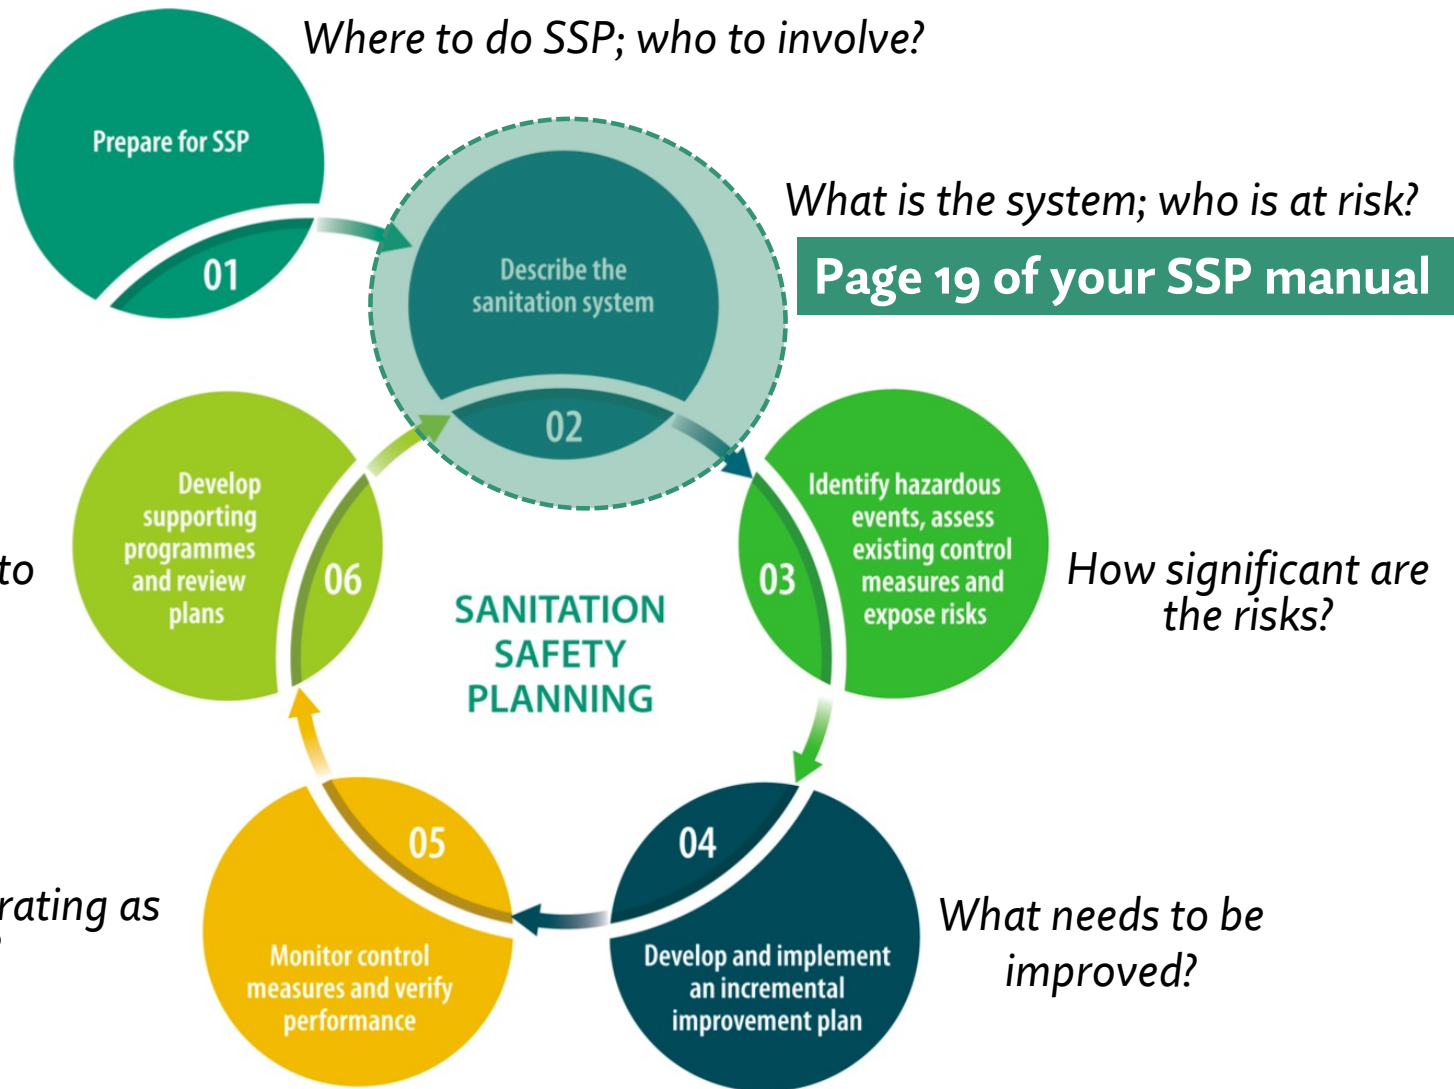 Where to do SSP; who to involve?
Prepare for SSP
01
What is the system; who is at risk?
Page 19 of your SSP manual
Describe the
sanitation system
02
Identify hazardous
events, assess
existing control
measures and
expose risks
03
How significant are
the risks?
Develop
supporting
programmes
and review
plans
06
to
SANITATION
SAFETY
PLANNING
04
Develop and implement
an incremental
improvement plan
What needs to be
improved?
05
Monitor control
measures and verify
performance
as